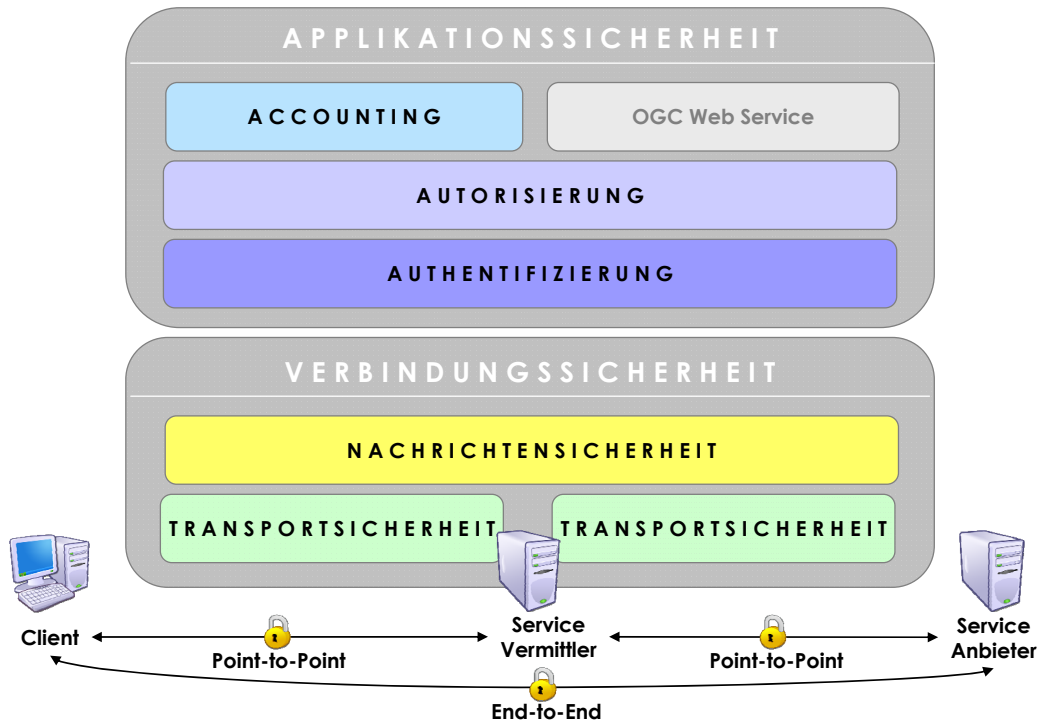 APPLIKATIONSSICHERHEIT
ACCOUNTING
OGC Web Service
AUTORISIERUNG
AUTHENTIFIZIERUNG
VERBINDUNGSSICHERHEIT
NACHRICHTENSICHERHEIT
TRANSPORTSICHERHEIT
TRANSPORTSICHERHEIT
Client
Point-to-Point
Service
Vermittler
Point-to-Point
Service
Anbieter
End-to-End